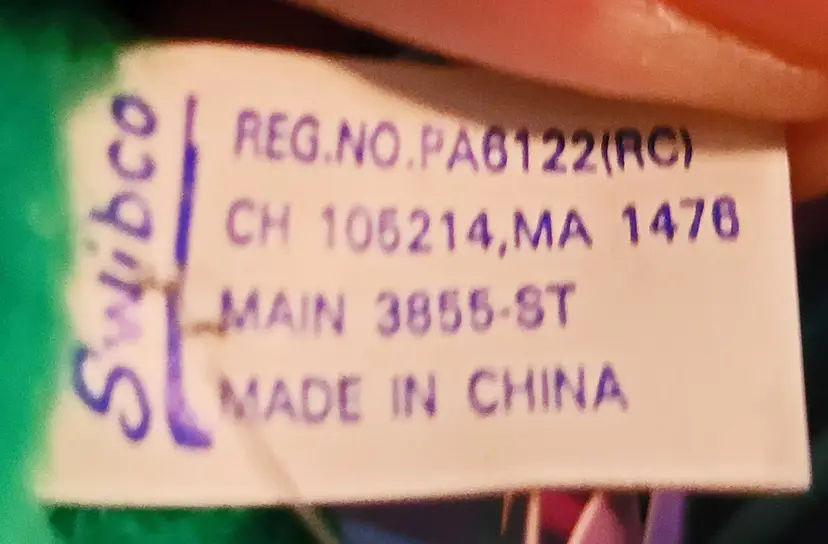 Swibco
REG.NO.PA6122(RC)
CH 105214,MA 1476
MAIN 3855-ST
MADE IN CHINA